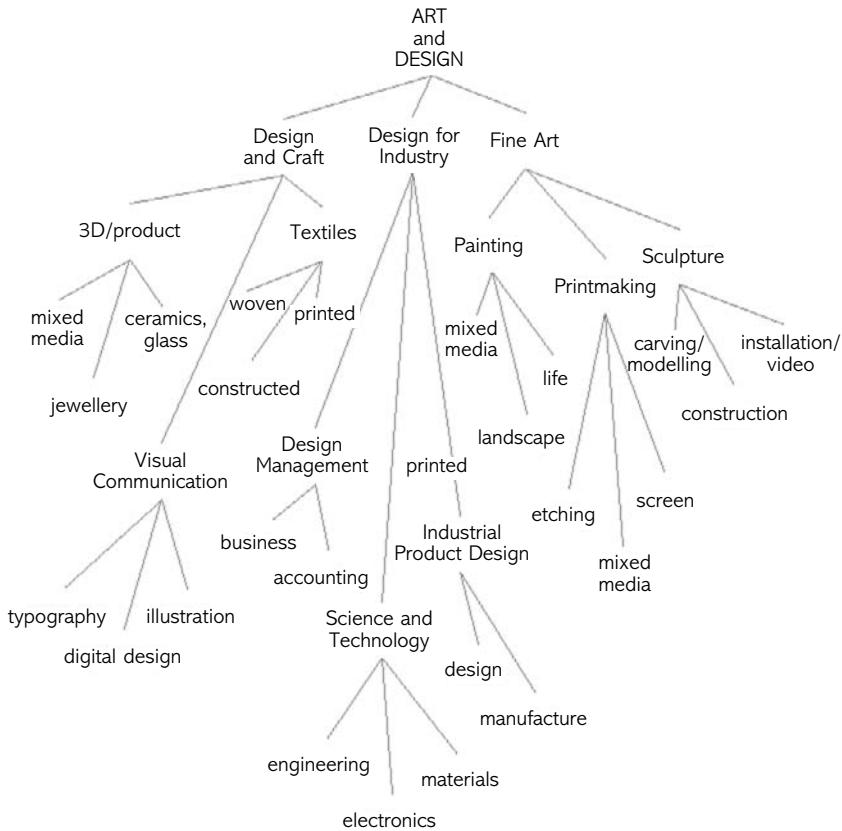 ART
and
DESIGN
Design
and Craft
Design for
Industry
Fine Art
3D/product
Textiles
Painting
Sculpture
Printmaking
mixed
media
ceramics,
glass
jewellery
woven
printed
constructed
mixed
media
life
landscape
carving/
modelling
installation/
video
construction
Visual
Communication
Design
Management
printed
etching
screen
mixed
media
business
accounting
Industrial
Product Design
typography
illustration
digital design
Science and
Technology
design
manufacture
engineering
materials
electronics